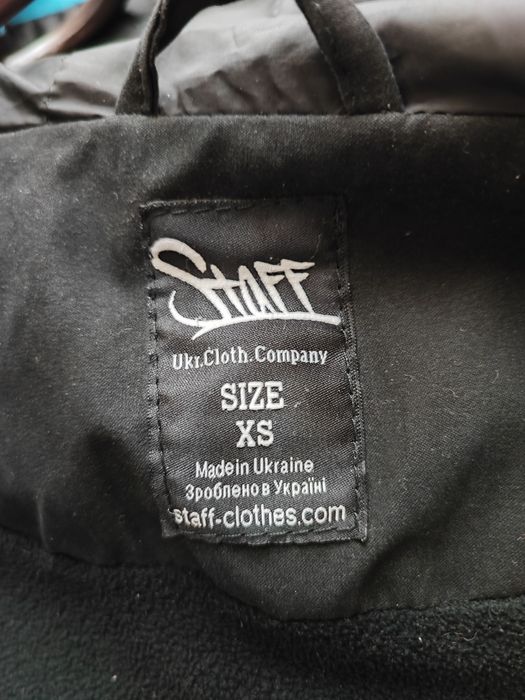 Staff
Ukr.Cloth.Company
SIZE
XS
Made in Ukraine
Зроблено в Україні
staff-clothes.com